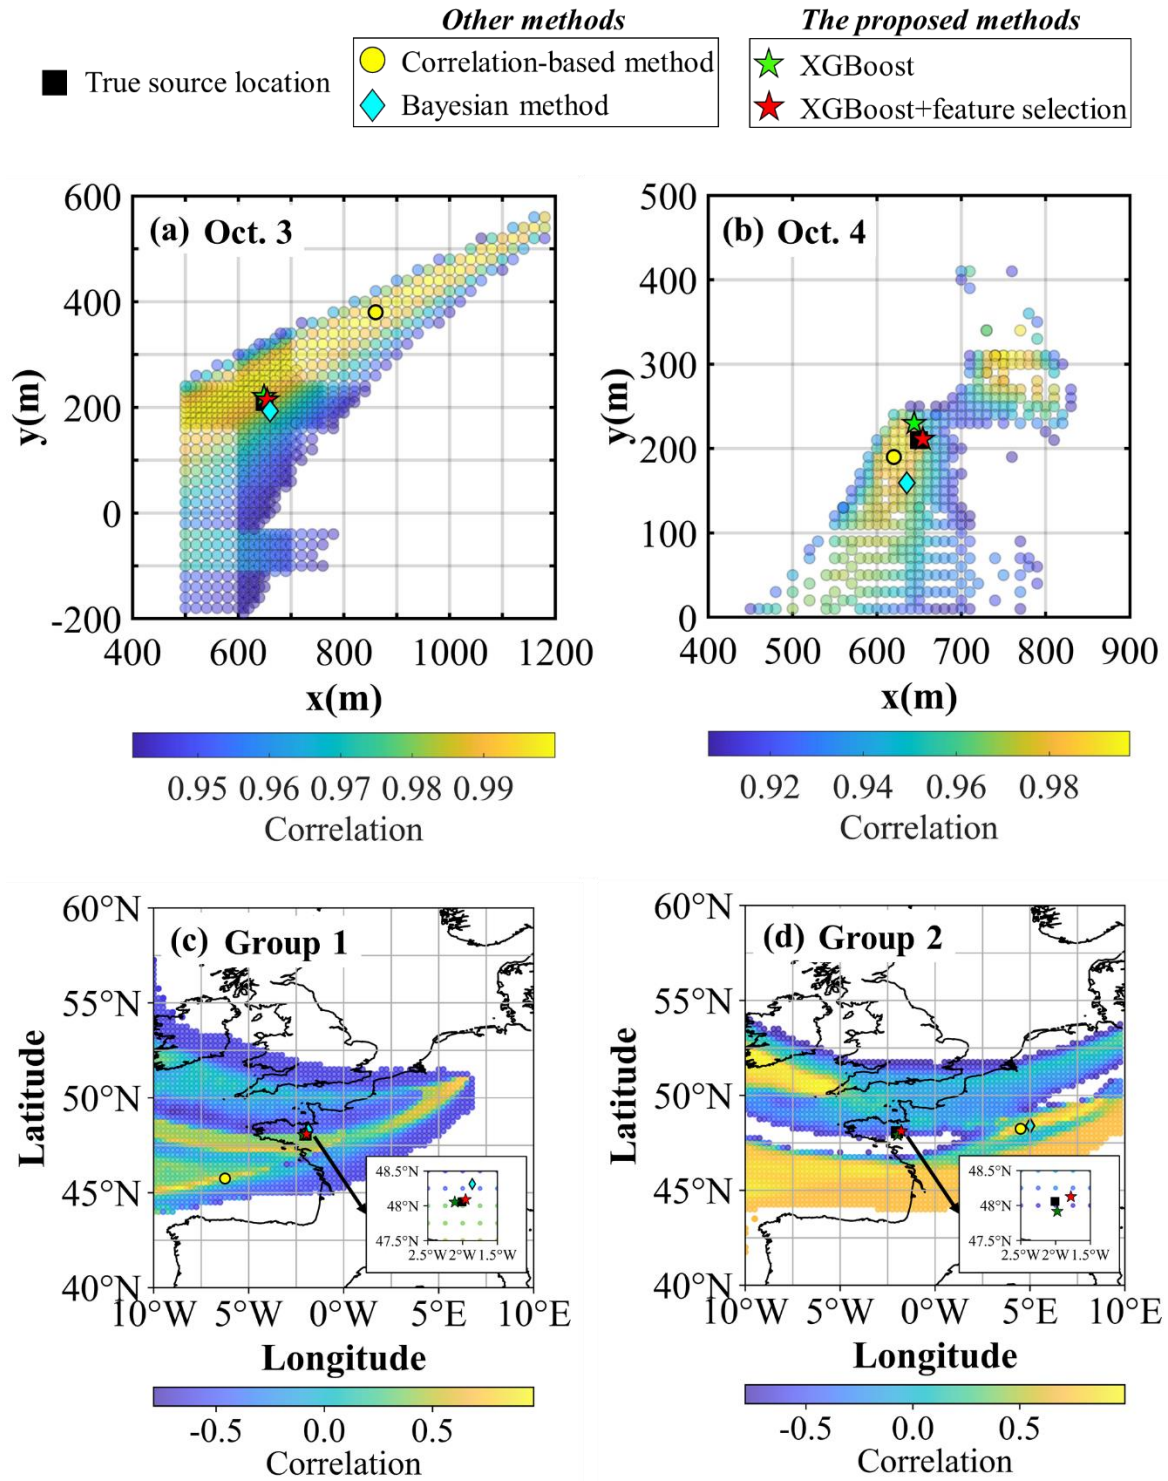 Other methods
The proposed methods
True source location
Correlation-based method
Bayesian method
XGBoost
XGBoost+feature selection
(a) Oct. 3
600
400
200
0
-200
y(m)
400 600 800 1000 1200
x(m)
0.95 0.96 0.97 0.98 0.99
Correlation
(b) Oct. 4
500
400
300
200
100
0
y(m)
400 500 600 700 800 900
x(m)
0.92 0.94 0.96 0.98
Correlation
(c) Group 1
60°N
55°N
50°N
45°N
40°N
Latitude
10°W 5°W 0°W 5°E 10°E
Longitude
48.5°N
48°N
47.5°N
2.5°W 2°W 1.5°W
-0.5 0.0 0.5
Correlation
(d) Group 2
60°N
55°N
50°N
45°N
40°N
Latitude
10°W 5°W 0°W 5°E 10°E
Longitude
48.5°N
48°N
47.5°N
2.5°W 2°W 1.5°W
-0.5 0.0 0.5
Correlation